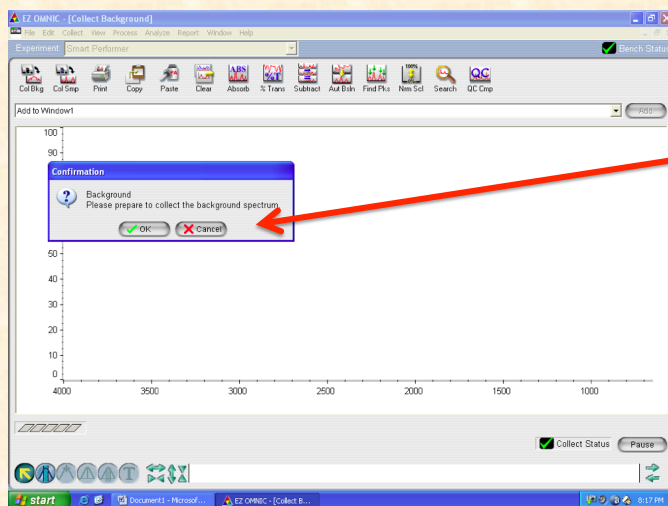 EZ OMNIC - [Collect Background]
File Edit Collect View Process Analyze Report Window Help
Experiment: Smart Performer
Bench Status
ABS
100%
QC
Col Bkg Col Smp Print Copy Paste Clear Absorb % Trans Subtract Aut Bsln Find Pks Nrm Scl Search QC Cmp
Add to Window1
Add
100
90
Confirmation
Background
Please prepare to collect the background spectrum.
OK Cancel
50
40
30
20
10
0
4000 3500 3000 2500 2000 1500 1000
Collect Status Pause
T
start Document1 - Microsof... EZ OMNIC - [Collect B... 8:17 PM